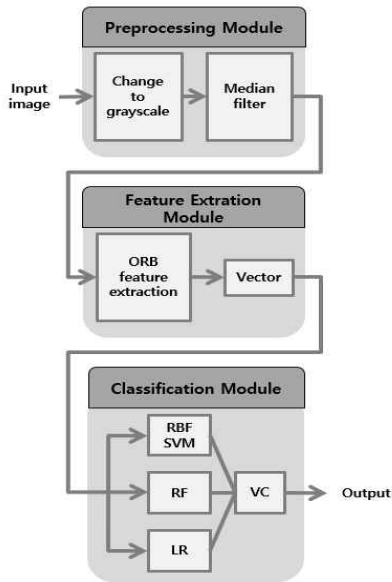 Preprocessing Module
Input
image
Change
to
grayscale
Median
filter
Feature Extration
Module
ORB
feature
extraction
Vector
Classification Module
RBF
SVM
RF
LR
VC
Output